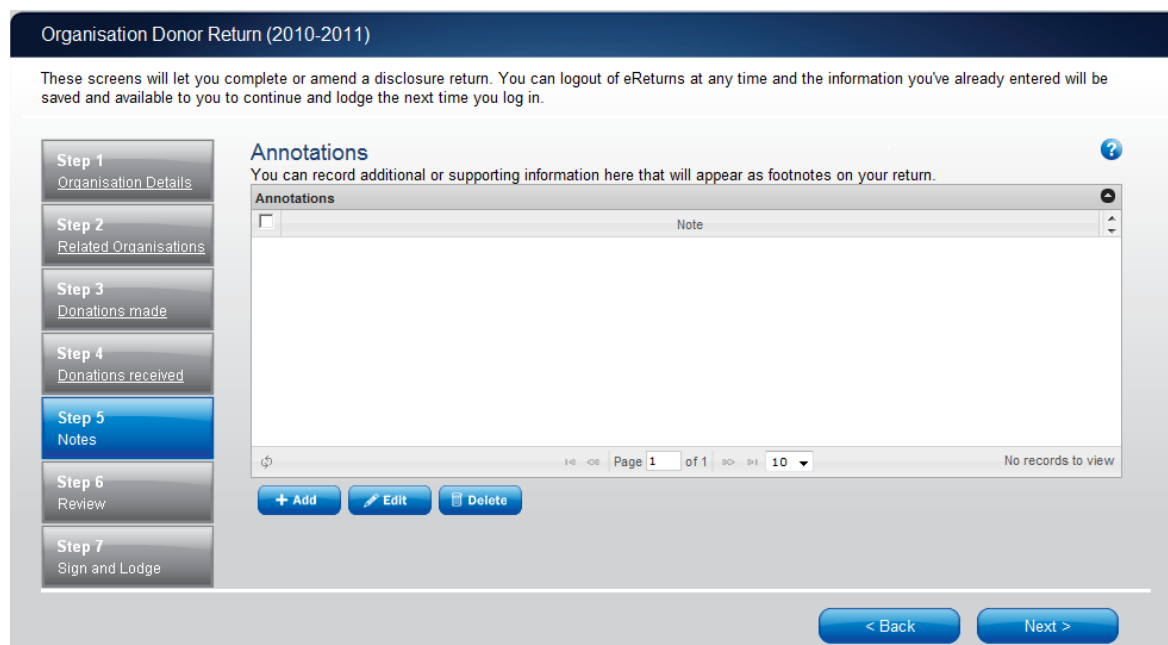 Organisation Donor Return (2010-2011)
These screens will let you complete or amend a disclosure return. You can logout of eReturns at any time and the information you've already entered will be
saved and available to you to continue and lodge the next time you log in.
Step 1
Organisation Details
Step 2
Related Organisations
Step 3
Donations made
Step 4
Donations received
Step 5
Notes
Step 6
Review
Step 7
Sign and Lodge
Annotations
?
You can record additional or supporting information here that will appear as footnotes on your return.
Annotations
Note
Page 1 of 1 10
No records to view
+ Add
Edit
Delete
< Back
Next >